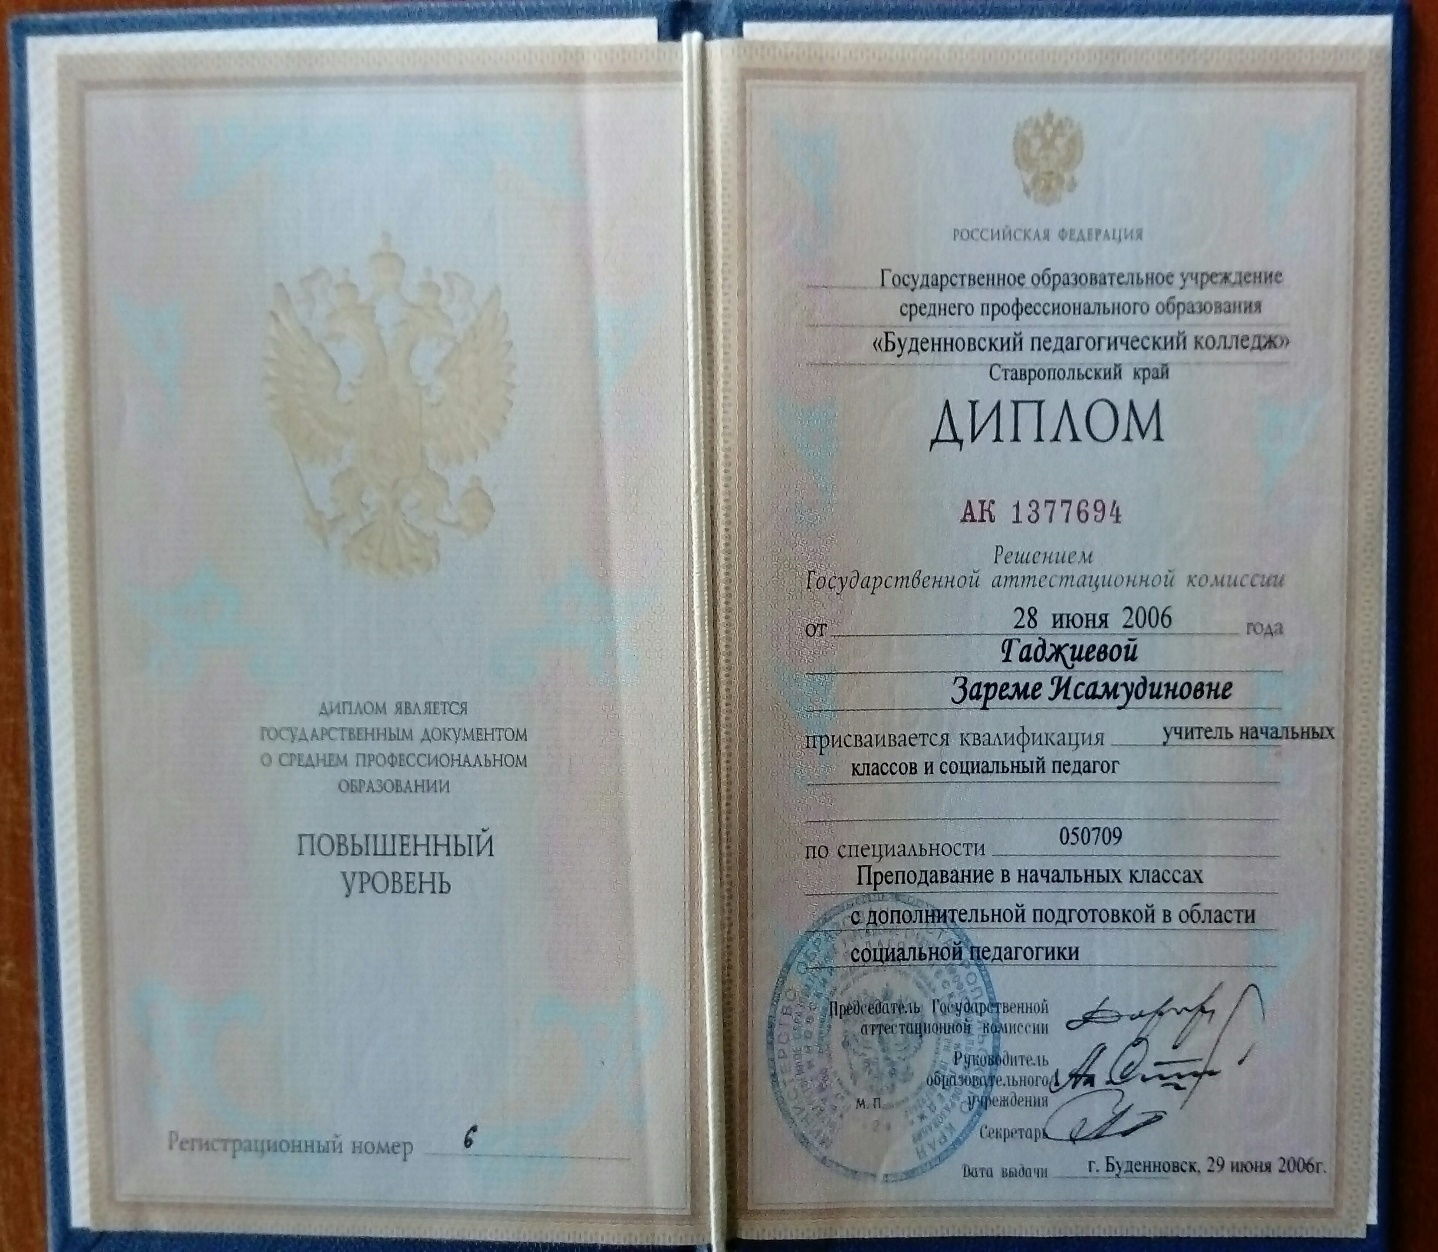 ДИПЛОМ ЯВЛЯЕТСЯ
ГОСУДАРСТВЕННЫМ ДОКУМЕНТОМ
О СРЕДНЕМ ПРОФЕССИОНАЛЬНОМ
ОБРАЗОВАНИИ
ПОВЫШЕННЫЙ
УРОВЕНЬ
Регистрационный номер 6
РОССИЙСКАЯ ФЕДЕРАЦИЯ
Государственное образовательное учреждение
среднего профессионального образования
«Буденновский педагогический колледж»
Ставропольский край
ДИПЛОМ
АК 1377694
Решением
Государственной аттестационной комиссии
от 28 июня 2006 года
Гаджиевой
Зареме Исамудиновне
присваивается квалификация учитель начальных
классов и социальный педагог
по специальности 050709
Преподавание в начальных классах
с дополнительной подготовкой в области
социальной педагогики
Председатель Государственной
аттестационной комиссии
Руководитель
образовательного
М.П. учреждения
Секретарь
Дата выдачи г. Буденновск, 29 июня 2006г.